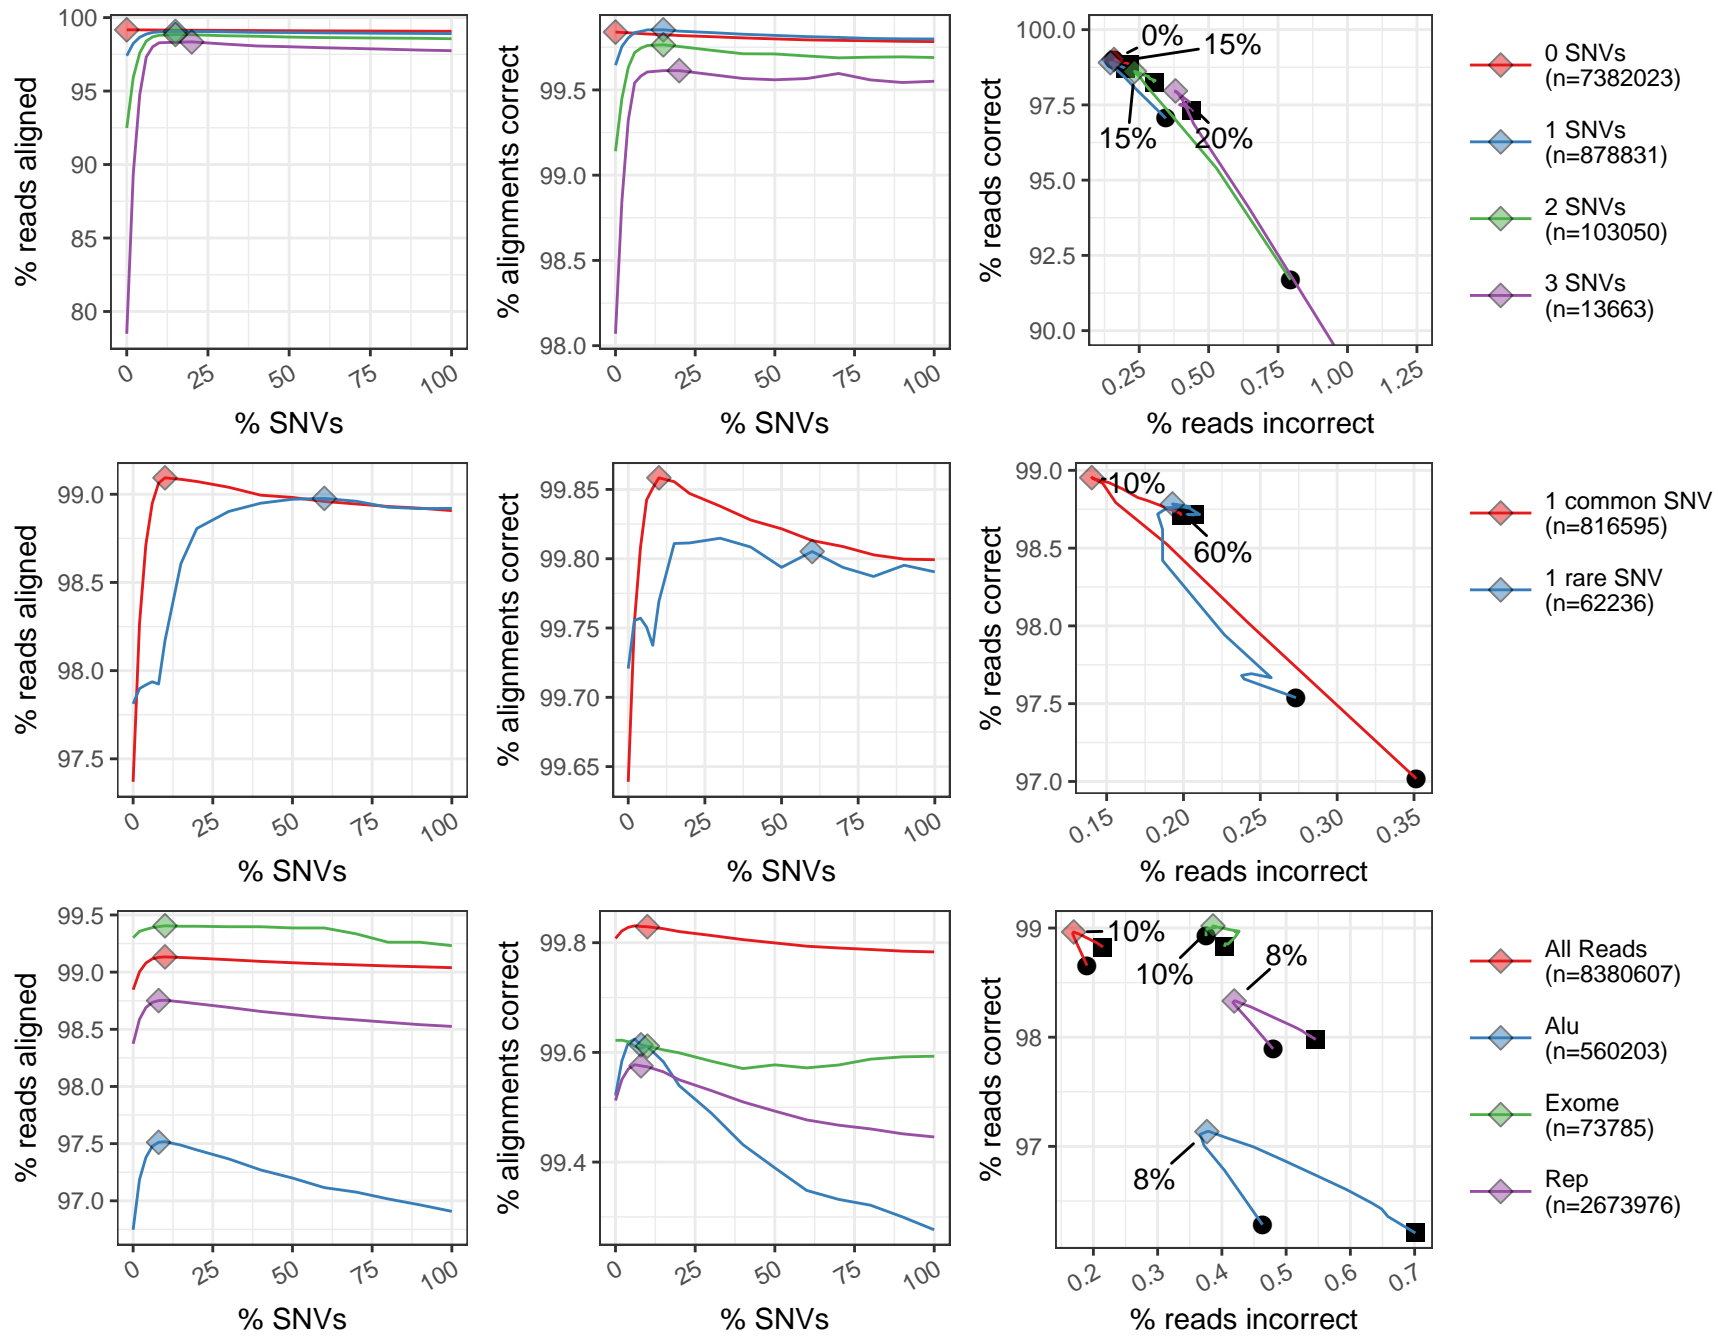 % reads aligned
100
95
90
85
80
0
25
50
75
100
% SNVs
% alignments correct
99.5
99.0
98.5
98.0
0
25
50
75
100
% SNVs
% reads correct
100.0
97.5
95.0
92.5
90.0
0%
15%
15%
20%
0.25
0.50
0.75
1.00
1.25
% reads incorrect
0 SNVs
(n=7382023)
1 SNVs
(n=878831)
2 SNVs
(n=103050)
3 SNVs
(n=13663)
% reads aligned
99.0
98.5
98.0
97.5
0
25
50
75
100
% SNVs
% alignments correct
99.85
99.80
99.75
99.70
99.65
0
25
50
75
100
% SNVs
% reads correct
99.0
98.5
98.0
97.5
97.0
10%
60%
0.15
0.20
0.25
0.30
0.35
% reads incorrect
1 common SNV
(n=816595)
1 rare SNV
(n=62236)
% reads aligned
99.5
99.0
98.5
98.0
97.5
97.0
0
25
50
75
100
% SNVs
% alignments correct
99.8
99.6
99.4
0
25
50
75
100
% SNVs
% reads correct
99
98
97
10%
10%
8%
8%
0.2
0.3
0.4
0.5
0.6
0.7
% reads incorrect
All Reads
(n=8380607)
Alu
(n=560203)
Exome
(n=73785)
Rep
(n=2673976)